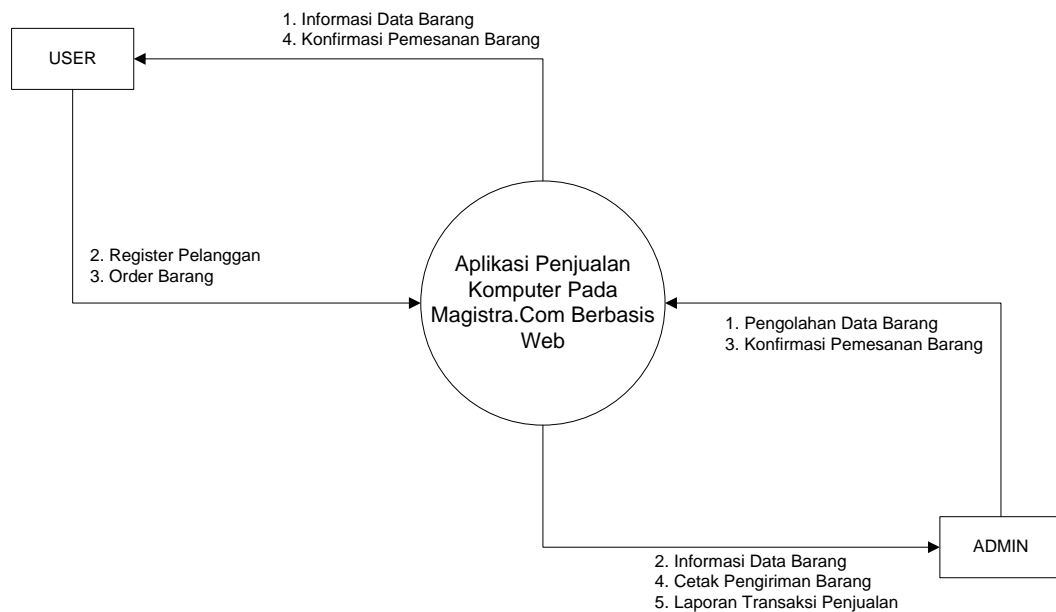 1. Informasi Data Barang
4. Konfirmasi Pemesanan Barang
USER
2. Register Pelanggan
3. Order Barang
Aplikasi Penjualan
Komputer Pada
Magistra.Com Berbasis
Web
1. Pengolahan Data Barang
3. Konfirmasi Pemesanan Barang
ADMIN
2. Informasi Data Barang
4. Cetak Pengiriman Barang
5. Laporan Transaksi Penjualan